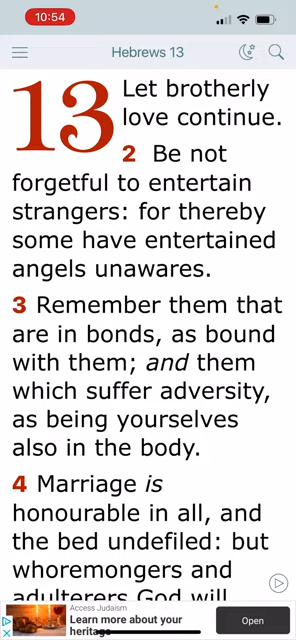 10:54
Hebrews 13
13 Let brotherly
love continue.
2 Be not
forgetful to entertain
strangers: for thereby
some have entertained
angels unawares.
3 Remember them that
are in bonds, as bound
with them; and them
which suffer adversity,
as being yourselves
also in the body.
4 Marriage is
honourable in all, and
the bed undefiled: but
whoremongers and
adulterers God will
Access Judaism
Learn more about your
heritage
Open